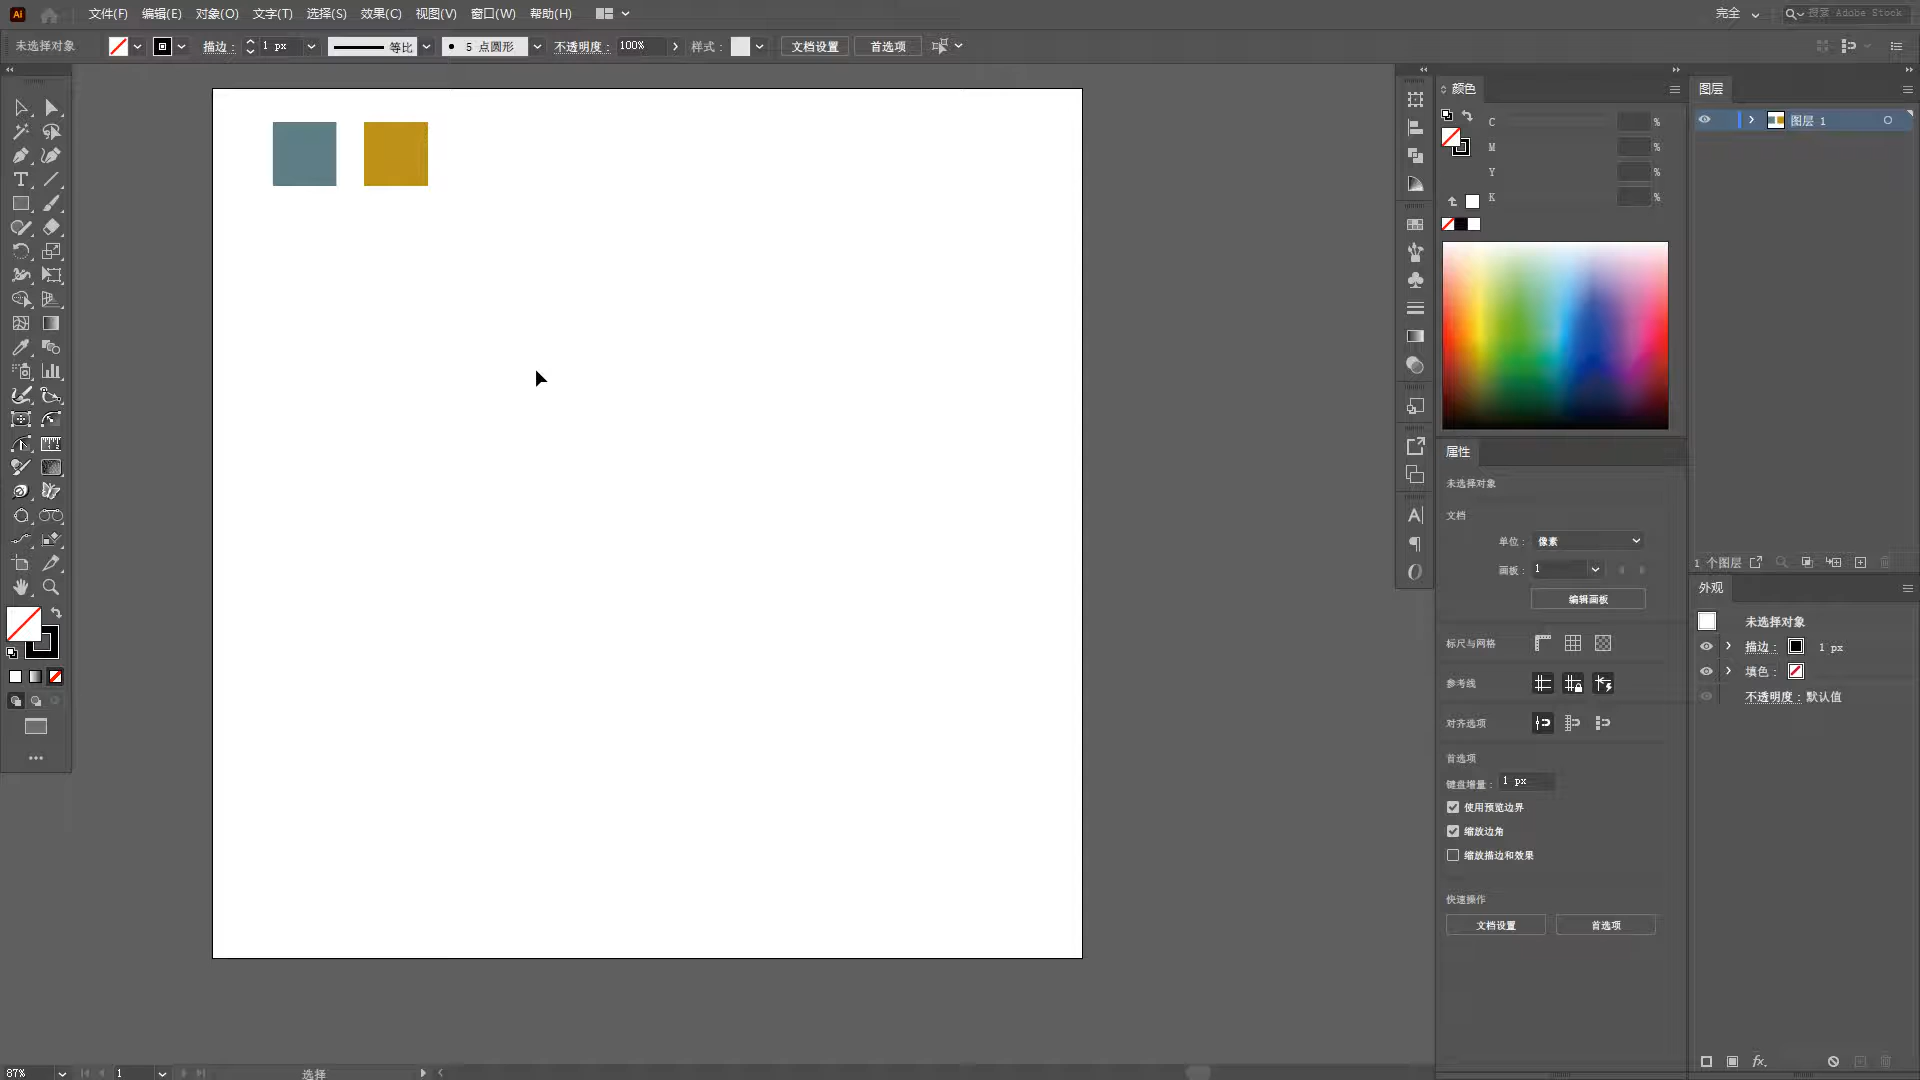 Ai 文件(F) 编辑(E) 对象(O) 文字(T) 选择(S) 效果(C) 视图(V) 窗口(W) 帮助(H) 完全 搜索 Adobe Stock
未选择对象 描边: 1 px 等比 5 点圆形 不透明度: 100% 样式: 文档设置 首选项
颜色
C %
M %
Y %
K %
属性
未选择对象
文档
单位: 像素
画板: 1
编辑画板
标尺与网格
参考线
对齐选项
首选项
键盘增量: 1 px
使用预览边界
缩放边角
缩放描边和效果
快速操作
文档设置 首选项
图层
图层 1
1 个图层
外观
未选择对象
描边: 1 px
填色:
不透明度: 默认值
fx
87% 1 选择